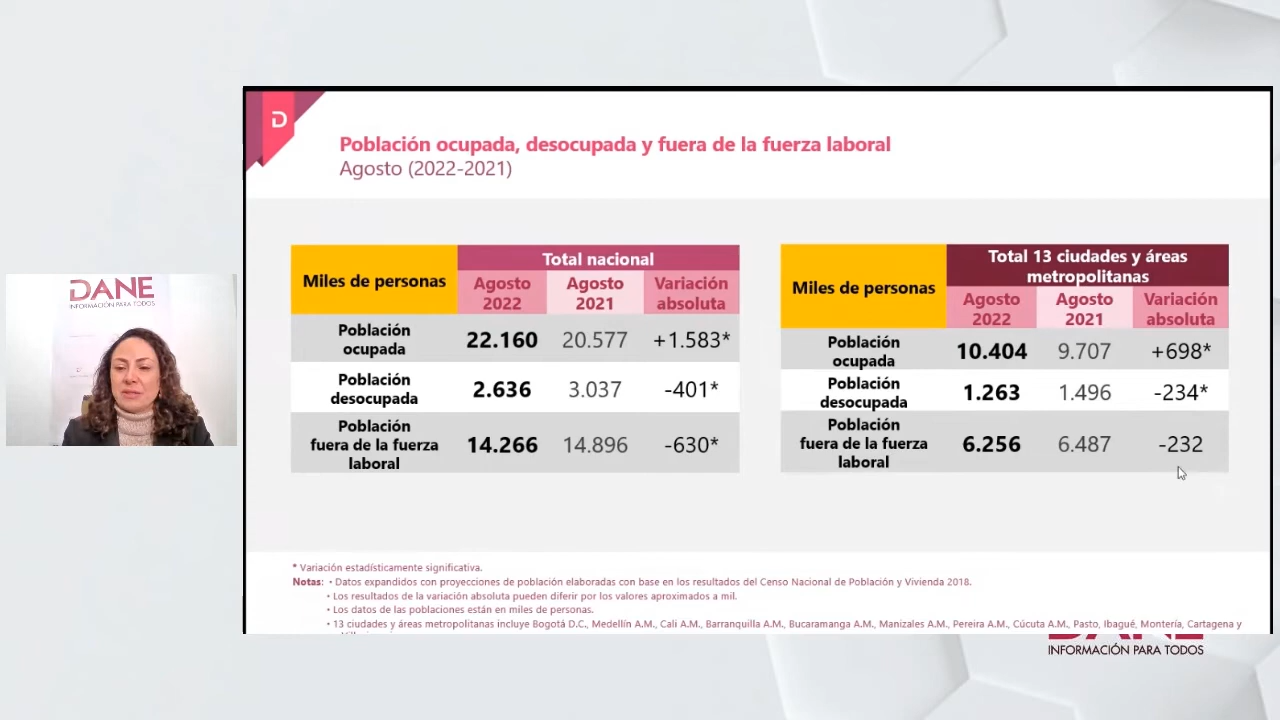 D
Población ocupada, desocupada y fuera de la fuerza laboral
Agosto (2022-2021)
Miles de personas
Total nacional
Agosto 2022
Agosto 2021
Variación absoluta
Población ocupada
22.160
20.577
+1.583*
Población desocupada
2.636
3.037
-401*
Población fuera de la fuerza laboral
14.266
14.896
-630*
Miles de personas
Total 13 ciudades y áreas metropolitanas
Agosto 2022
Agosto 2021
Variación absoluta
Población ocupada
10.404
9.707
+698*
Población desocupada
1.263
1.496
-234*
Población fuera de la fuerza laboral
6.256
6.487
-232
DANE
INFORMACIÓN PARA TODOS
* Variación estadísticamente significativa.
Notas: • Datos expandidos con proyecciones de población elaboradas con base en los resultados del Censo Nacional de Población y Vivienda 2018.
• Los resultados de la variación absoluta pueden diferir por los valores aproximados a mil.
• Los datos de las poblaciones están en miles de personas.
• 13 ciudades y áreas metropolitanas incluye Bogotá D.C., Medellín A.M., Cali A.M., Barranquilla A.M., Bucaramanga A.M., Manizales A.M., Pereira A.M., Cúcuta A.M., Pasto, Ibagué, Montería, Cartagena y
DANE
INFORMACIÓN PARA TODOS